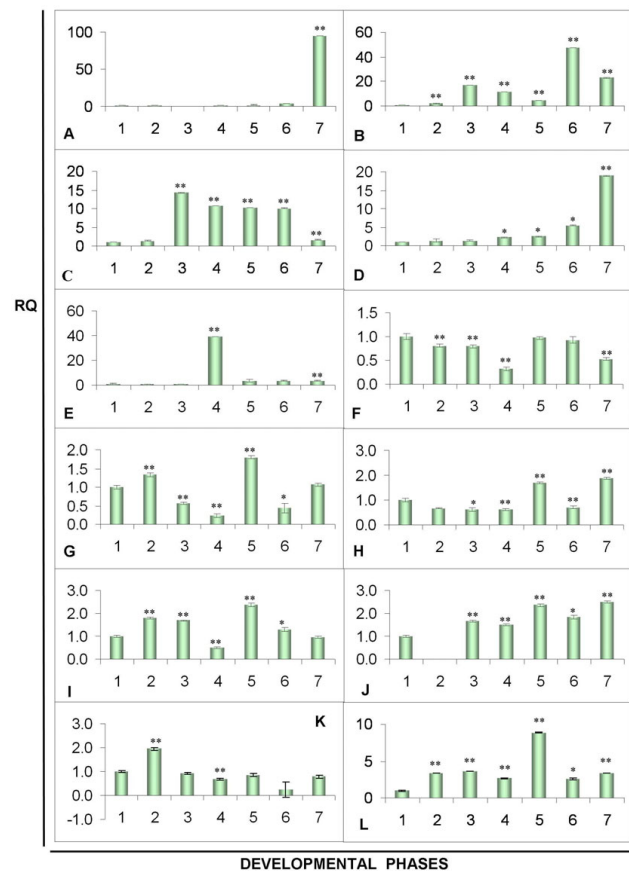 100
50
0
1 2 3 4 5 6 7
A
60
40
20
0
** ** ** ** ** **
1 2 3 4 5 6 7
B
20
15
10
5
0
** ** ** ** **
1 2 3 4 5 6 7
C
20
15
10
5
0
* * * **
1 2 3 4 5 6 7
D
RQ
60
40
20
0
** **
1 2 3 4 5 6 7
E
1.5
1.0
0.5
0.0
** ** ** **
1 2 3 4 5 6 7
F
2.0
1.5
1.0
0.5
0.0
** ** ** ** *
1 2 3 4 5 6 7
G
3.0
2.0
1.0
0.0
* ** ** ** **
1 2 3 4 5 6 7
H
3.0
2.0
1.0
0.0
** ** ** ** *
1 2 3 4 5 6 7
I
3.0
2.0
1.0
0.0
** ** ** * **
1 2 3 4 5 6 7
J
K
3.0
2.0
1.0
0.0
-1.0
** **
1 2 3 4 5 6 7
10
5
0
** ** ** ** * **
1 2 3 4 5 6 7
L
DEVELOPMENTAL PHASES